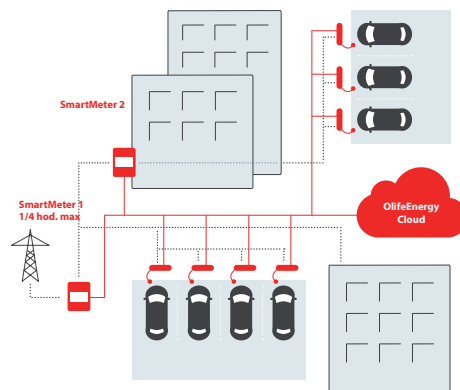 SmartMeter 2
SmartMeter 1
1/4 hod. max
OlifeEnergy
Cloud